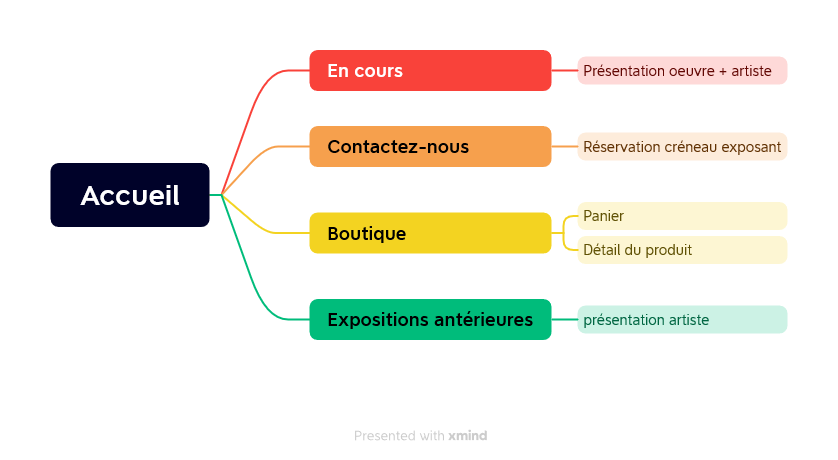 Accueil
En cours
Présentation oeuvre + artiste
Contactez-nous
Réservation créneau exposant
Boutique
Panier
Détail du produit
Expositions antérieures
présentation artiste
Presented with xmind